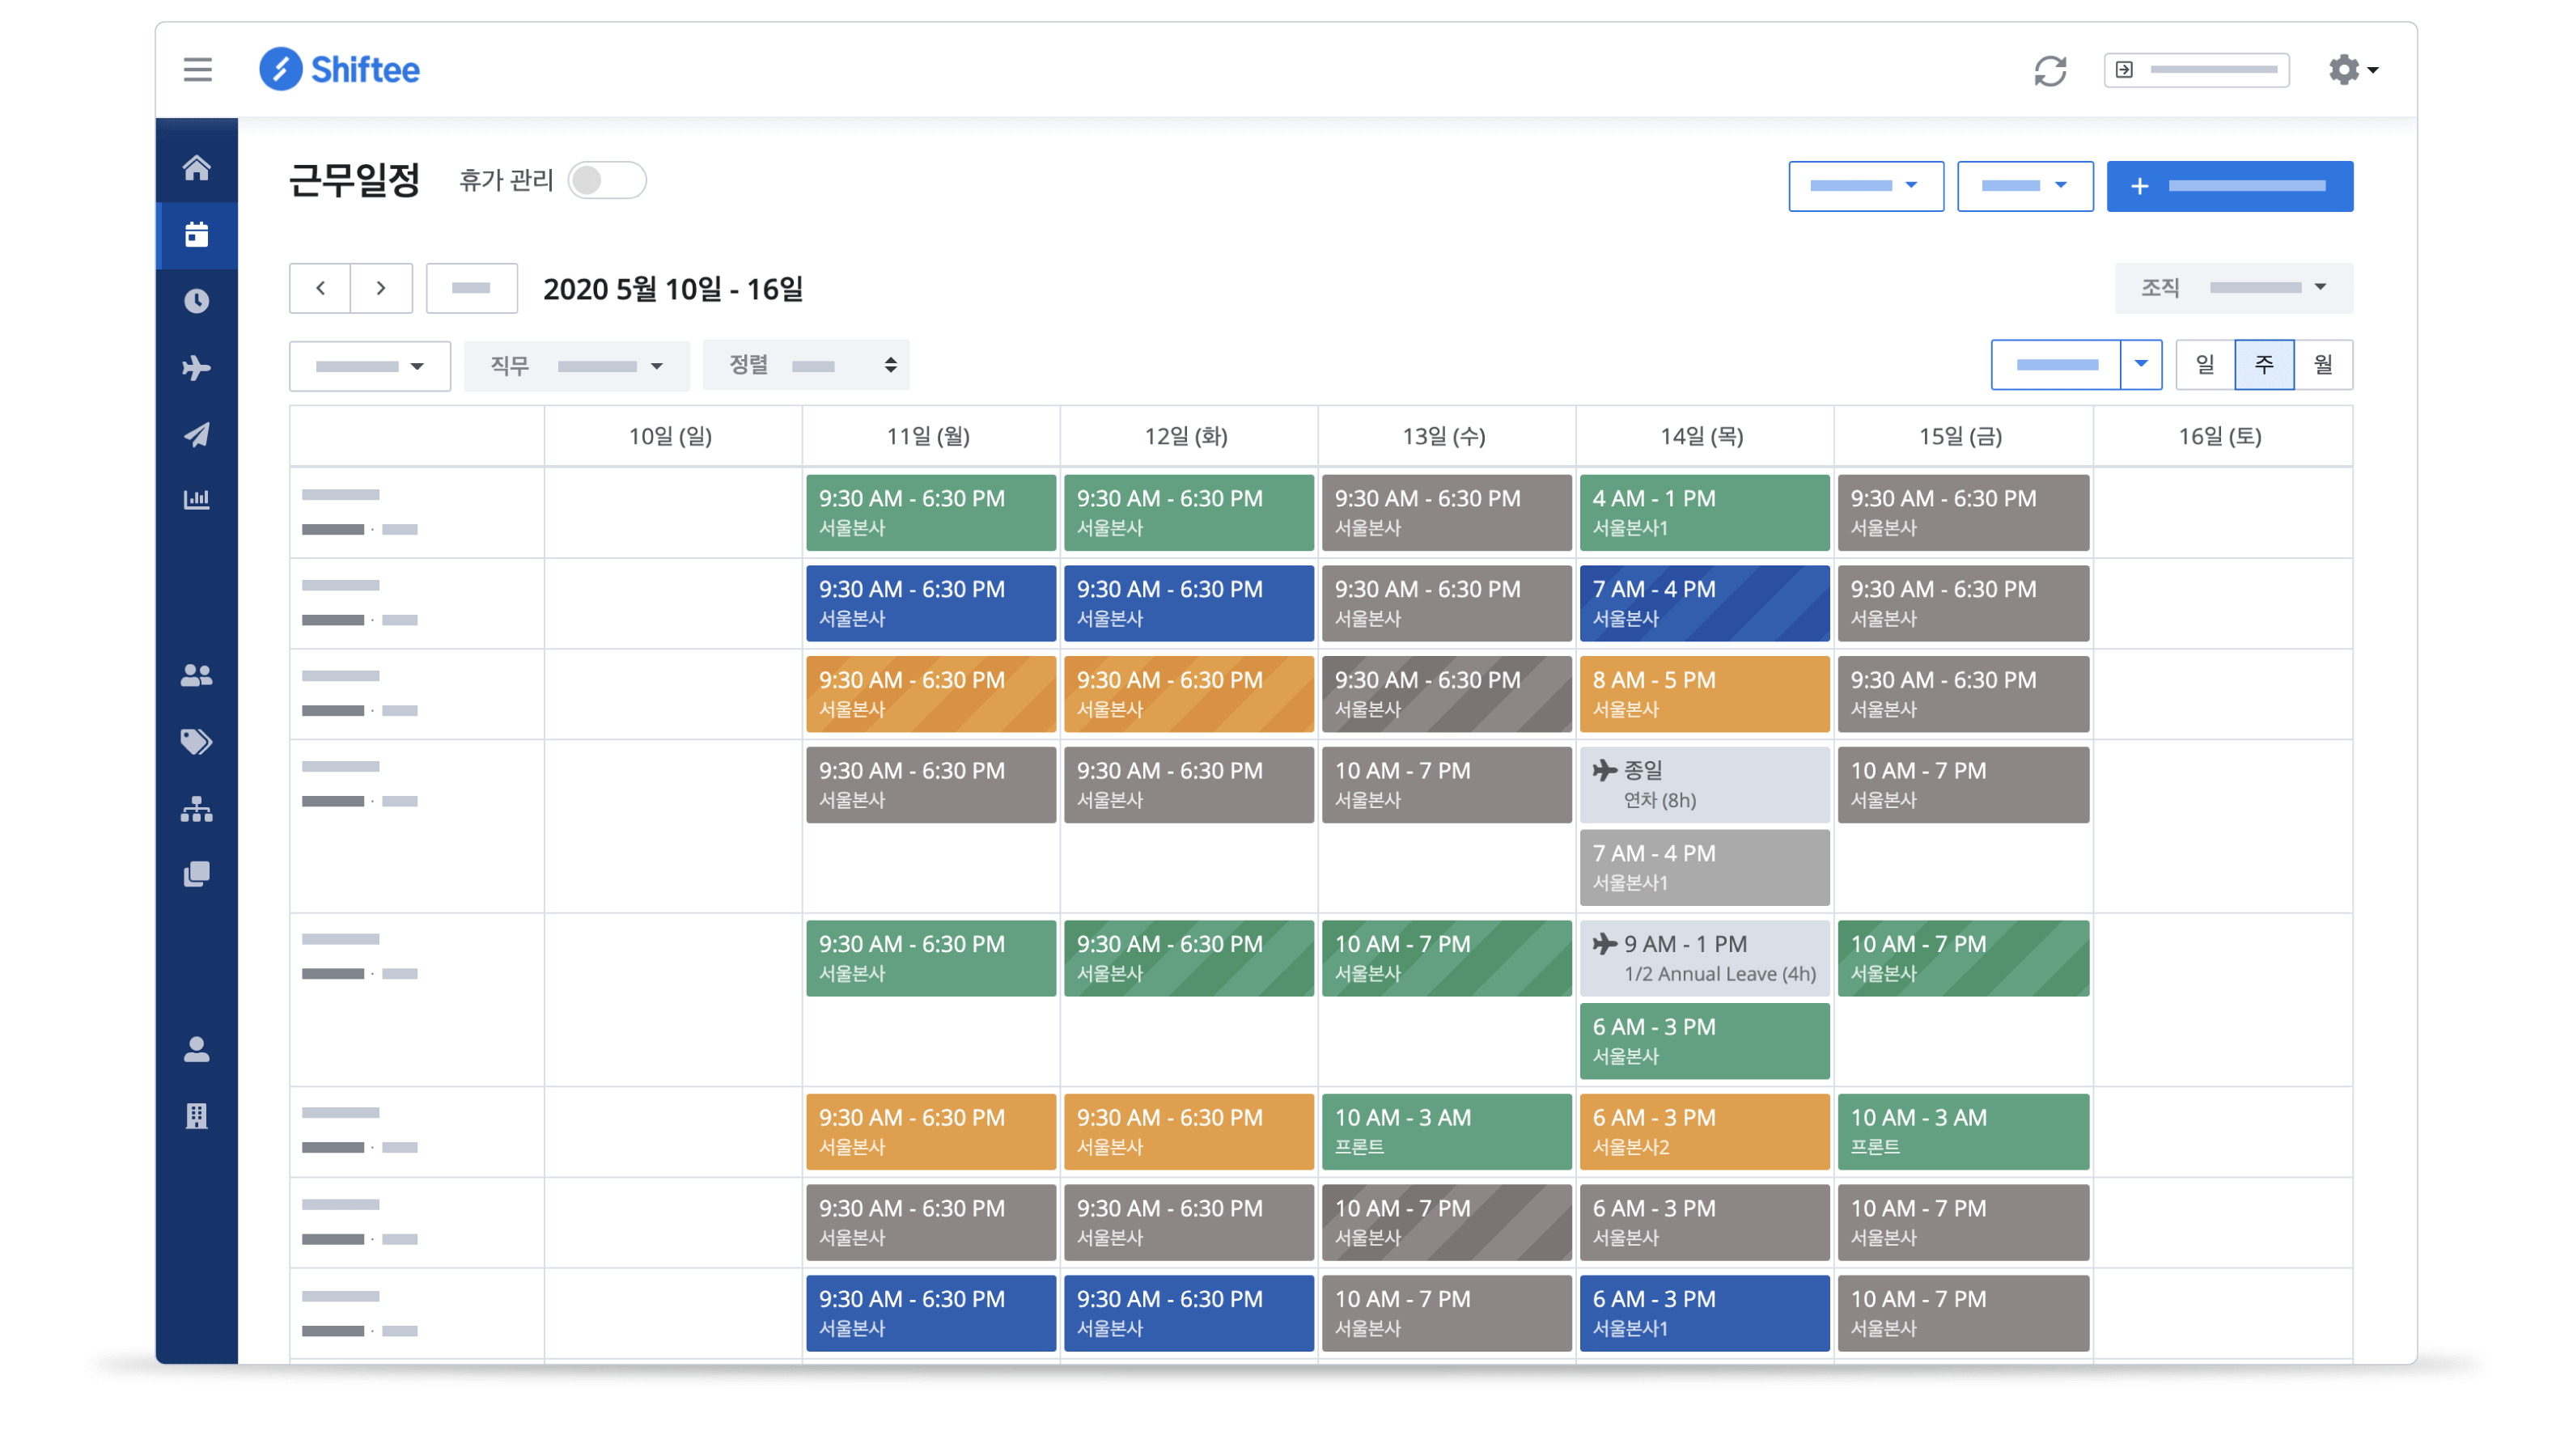 Shiftee
근무일정 휴가 관리
2020 5월 10일 - 16일
조직
직무 정렬
일 주 월
10일 (일) 11일 (월) 12일 (화) 13일 (수) 14일 (목) 15일 (금) 16일 (토)
9:30 AM - 6:30 PM 9:30 AM - 6:30 PM 9:30 AM - 6:30 PM 4 AM - 1 PM 9:30 AM - 6:30 PM
서울본사 서울본사 서울본사 서울본사1 서울본사
9:30 AM - 6:30 PM 9:30 AM - 6:30 PM 9:30 AM - 6:30 PM 7 AM - 4 PM 9:30 AM - 6:30 PM
서울본사 서울본사 서울본사 서울본사 서울본사
9:30 AM - 6:30 PM 9:30 AM - 6:30 PM 9:30 AM - 6:30 PM 8 AM - 5 PM 9:30 AM - 6:30 PM
서울본사 서울본사 서울본사 서울본사 서울본사
9:30 AM - 6:30 PM 9:30 AM - 6:30 PM 10 AM - 7 PM 종일 10 AM - 7 PM
서울본사 서울본사 서울본사 연차 (8h) 서울본사
7 AM - 4 PM
서울본사1
9:30 AM - 6:30 PM 9:30 AM - 6:30 PM 10 AM - 7 PM 9 AM - 1 PM 10 AM - 7 PM
서울본사 서울본사 서울본사 1/2 Annual Leave (4h) 서울본사
6 AM - 3 PM
서울본사
9:30 AM - 6:30 PM 9:30 AM - 6:30 PM 10 AM - 3 AM 6 AM - 3 PM 10 AM - 3 AM
서울본사 서울본사 프론트 서울본사2 프론트
9:30 AM - 6:30 PM 9:30 AM - 6:30 PM 10 AM - 7 PM 6 AM - 3 PM 10 AM - 7 PM
서울본사 서울본사 서울본사 서울본사 서울본사
9:30 AM - 6:30 PM 9:30 AM - 6:30 PM 10 AM - 7 PM 6 AM - 3 PM 10 AM - 7 PM
서울본사 서울본사 서울본사 서울본사1 서울본사